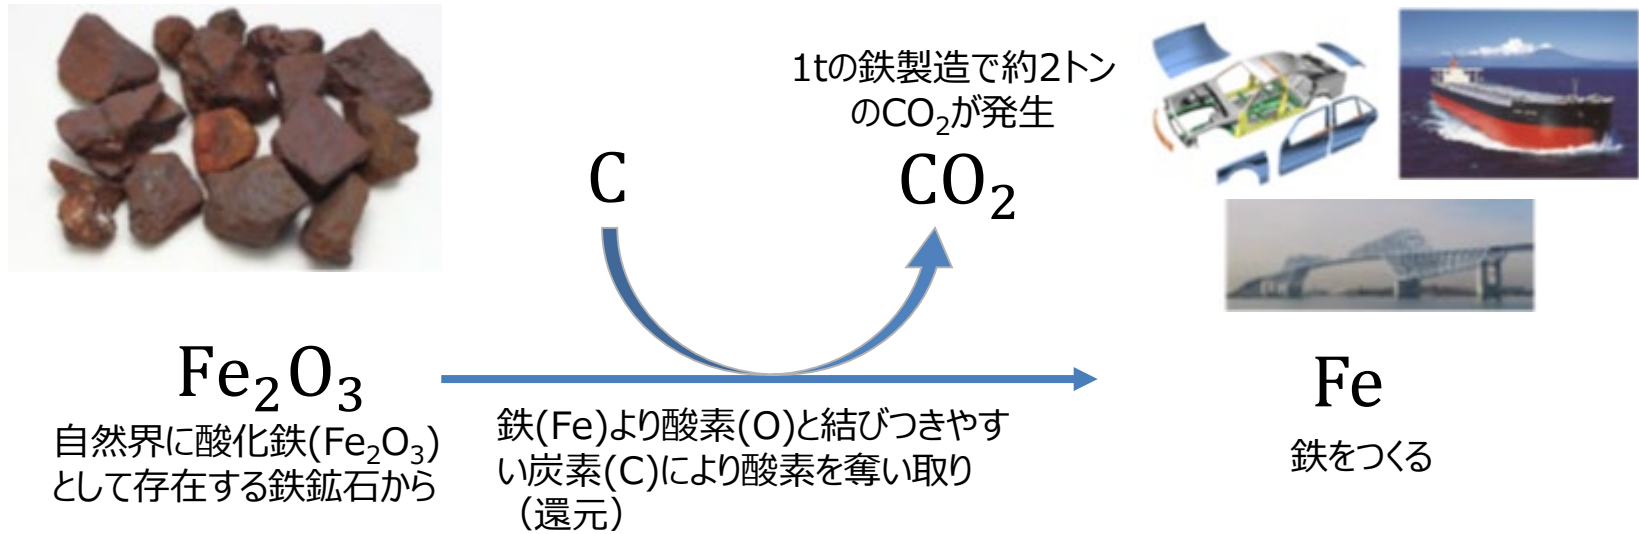 1tの鉄製造で約2トン
のCO₂が発生
C
CO₂
Fe₂O₃
自然界に酸化鉄(Fe₂O₃)
として存在する鉄鉱石から
鉄(Fe)より酸素(O)と結びつきやす
い炭素(C)により酸素を奪い取り
（還元）
Fe
鉄をつくる